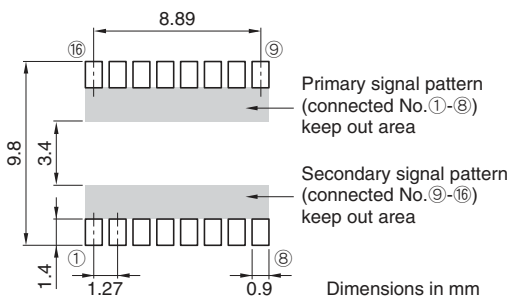 8.89
⑯
⑨
Primary signal pattern
(connected No.①-⑧)
keep out area
9.8
3.4
Secondary signal pattern
(connected No.⑨-⑯)
keep out area
①
⑧
1.4
1.27
0.9
Dimensions in mm